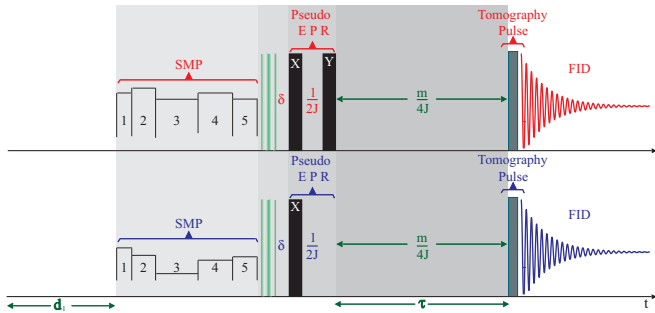 Pseudo
E P R
Tomography
Pulse
SMP
FID
X
Y
δ
1
2J
m
4J
1 2 3 4 5
Pseudo
E P R
Tomography
Pulse
SMP
FID
X
δ
1
2J
m
4J
1 2 3 4 5
d₁
τ
t